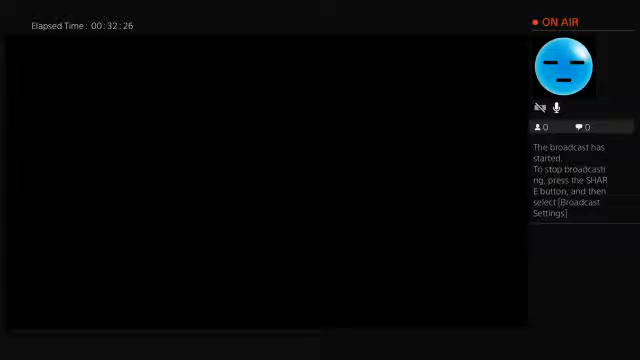 Elapsed Time: 00:32:26
ON AIR
0 0
The broadcast has
started.
To stop broadcasti
ng, press the SHAR
E button, and then
select [Broadcast
Settings]